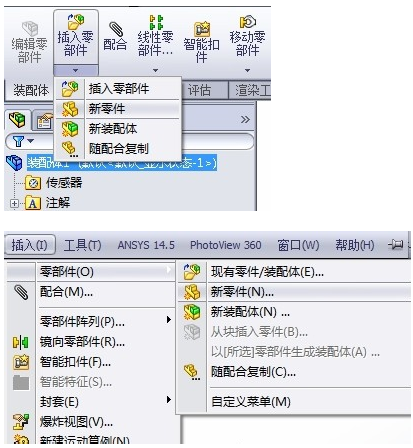 编辑零部件
插入零部件
配合
线性零部件...
智能扣件
移动零部件
装配体
插入零部件
新零件
新装配体
随配合复制
评估
渲染工
装配体1 (默认<默认_显示状态-1>)
传感器
注解
插入(I) 工具(T) ANSYS 14.5 PhotoView 360 窗口(W) 帮助(H)
零部件(O)
配合(M)...
零部件阵列(P)...
镜向零部件(R)...
智能扣件(F)...
智能特征(S)...
封套(E)
爆炸视图(V)...
新建运动算例(N)
现有零件/装配体(E)...
新零件(N)...
新装配体(N) ...
从块插入零件(B)...
以[所选]零部件生成装配体(A) ...
随配合复制(C)...
自定义菜单(M)